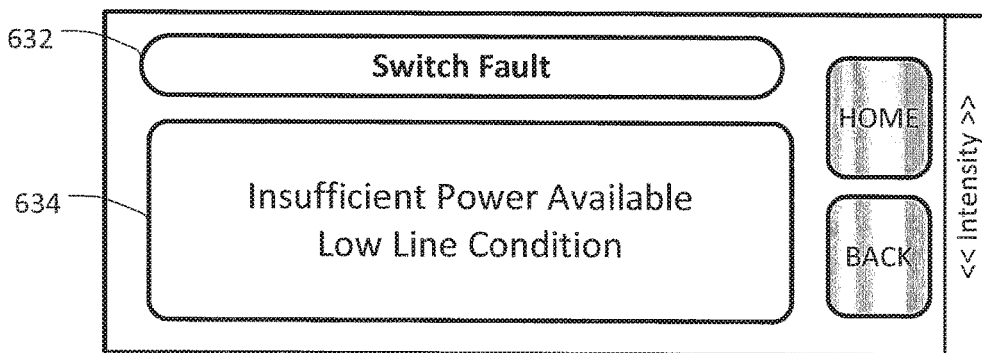 632
Switch Fault
HOME
634
Insufficient Power Available
Low Line Condition
BACK
<< Intensity >>